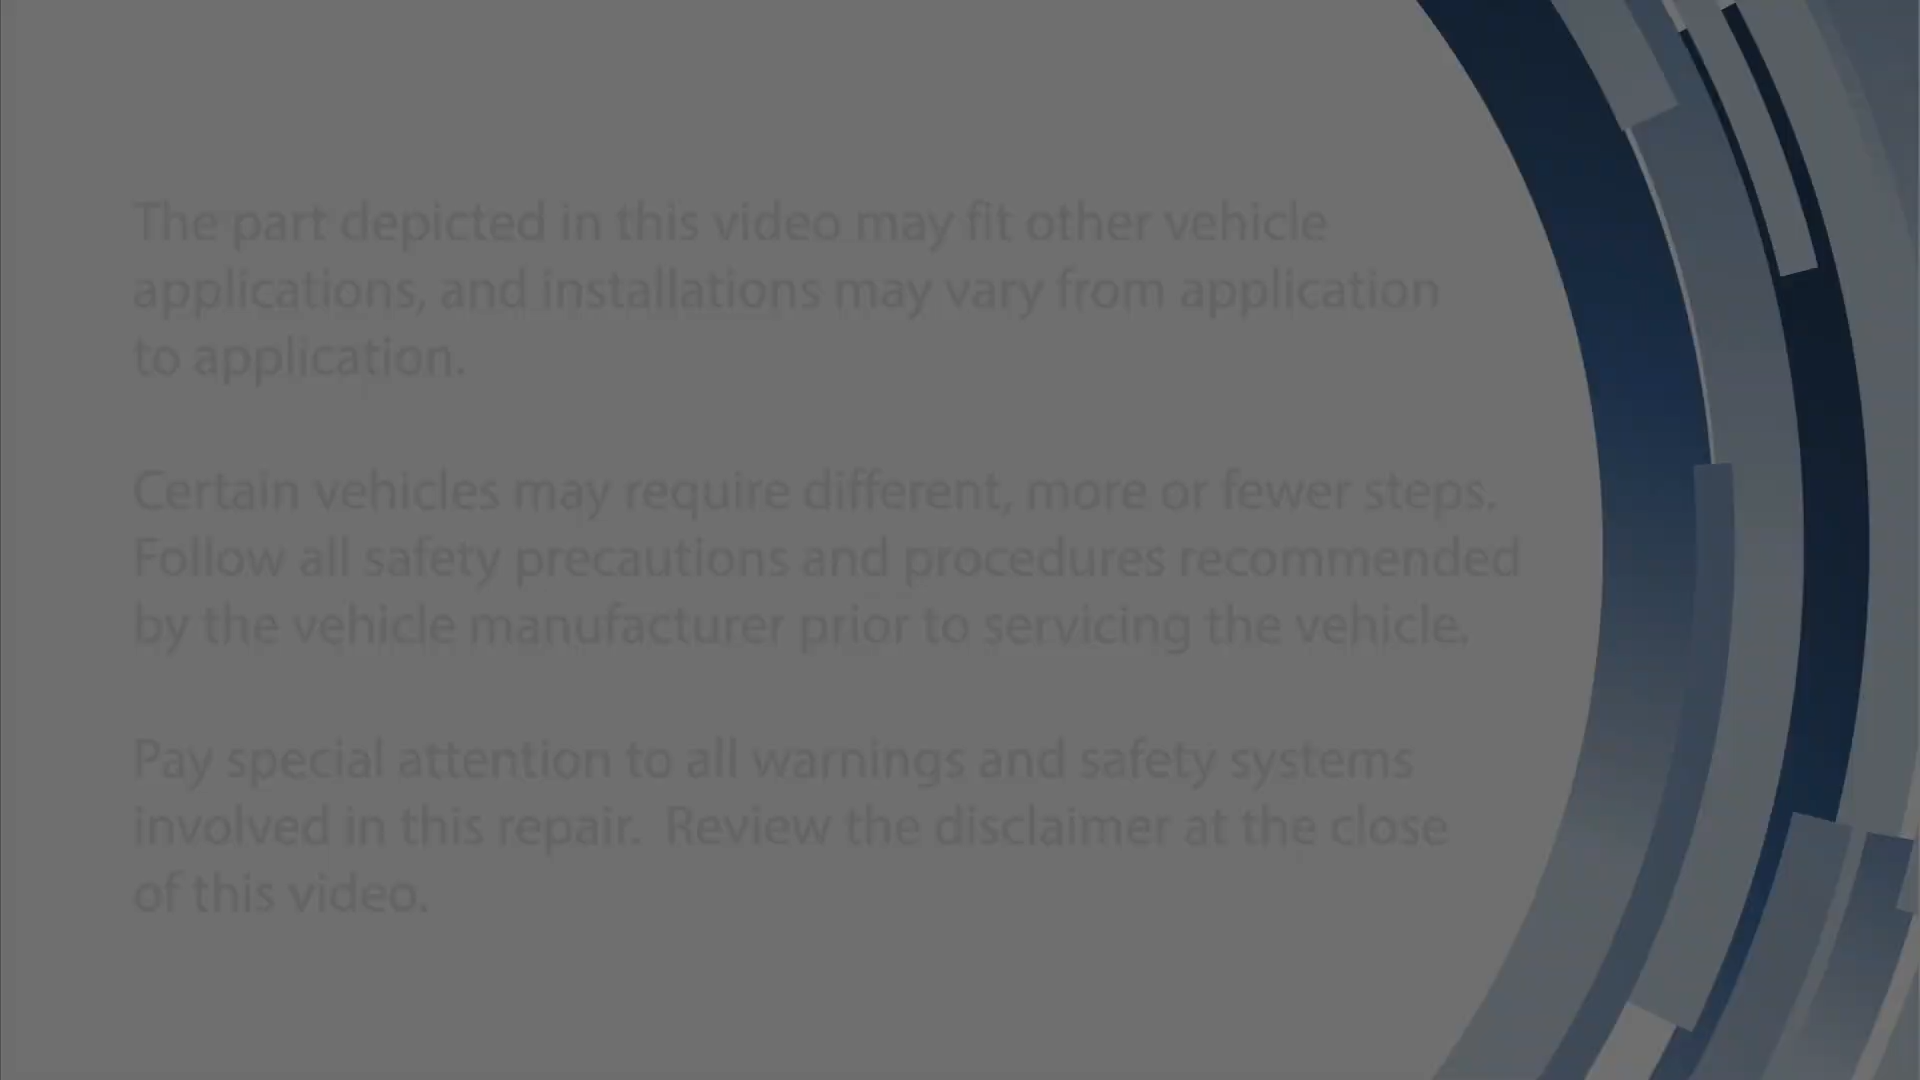 The part depicted in this video may fit other vehicle
applications, and installations may vary from application
to application.
Certain vehicles may require different, more or fewer steps.
Follow all safety precautions and procedures recommended
by the vehicle manufacturer prior to servicing the vehicle.
Pay special attention to all warnings and safety systems
involved in this repair.  Review the disclaimer at the close
of this video.